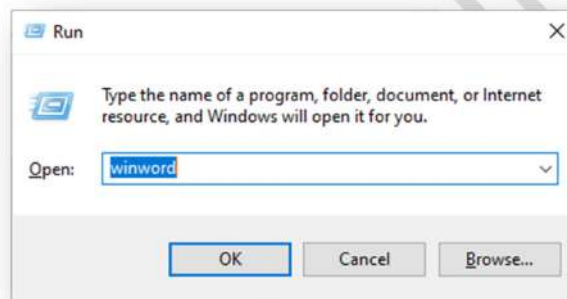 Run
Type the name of a program, folder, document, or Internet
resource, and Windows will open it for you.
Open: winword
OK Cancel Browse...